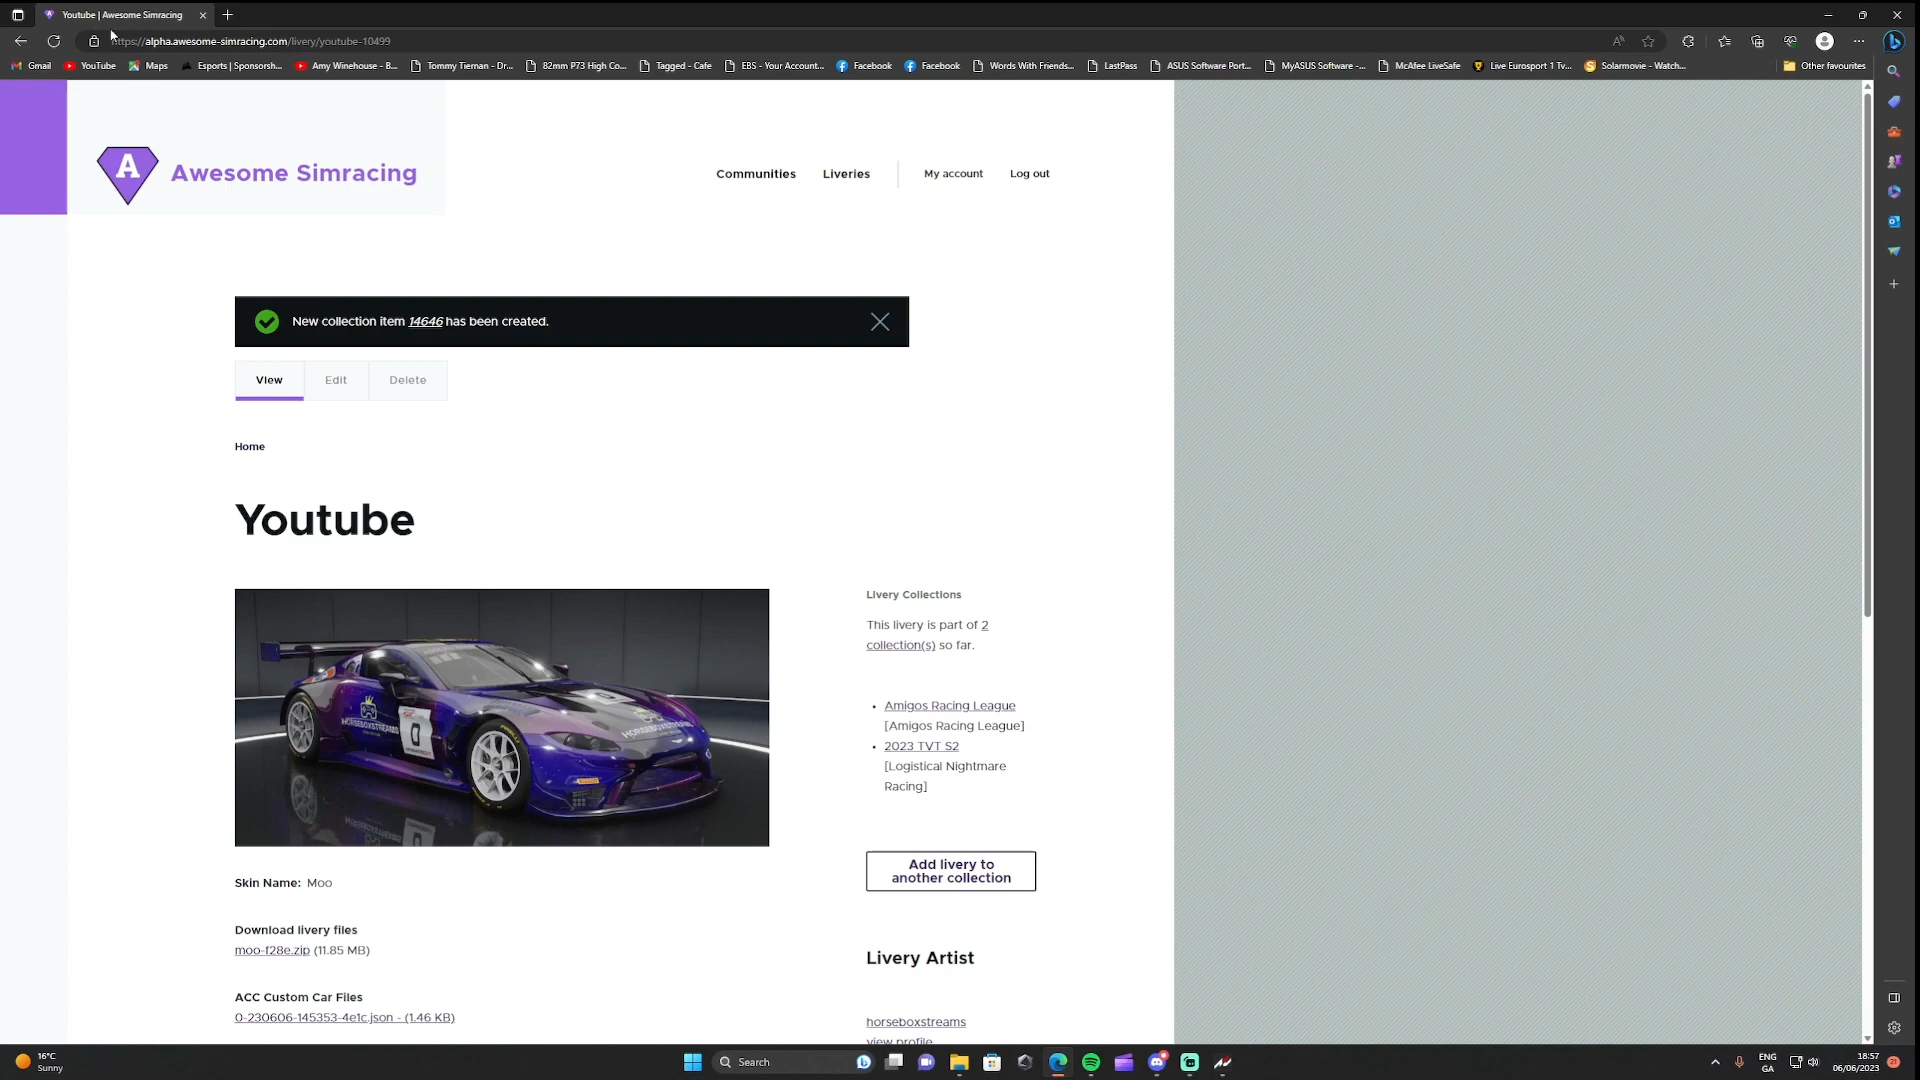 Youtube | Awesome Simracing
https://alpha.awesome-simracing.com/livery/youtube-10499
Gmail YouTube Maps Esports | Sponsorsh... Amy Winehouse - B... Tommy Tiernan - Dr... 82mm P73 High Co... Tagged - Cafe EBS - Your Account... Facebook Facebook Words With Friends... LastPass ASUS Software Port... MyASUS Software -... McAfee LiveSafe Live Eurosport 1 Tv... Solarmovie - Watch... Other favourites
A Awesome Simracing
Communities Liveries My account Log out
New collection item 14646 has been created.
View Edit Delete
Home
Youtube
Livery Collections
This livery is part of 2
collection(s) so far.
• Amigos Racing League
[Amigos Racing League]
• 2023 TVT S2
[Logistical Nightmare
Racing]
HORSEBOXSTREAMS
0
HORSEBOXSTREAMS
Add livery to
another collection
Skin Name: Moo
Download livery files
moo-f28e.zip (11.85 MB)
Livery Artist
ACC Custom Car Files
0-230606-145353-4e1c.json - (1.46 KB)
horseboxstreams
view profile
16°C
Sunny
Search
ENG
GA
18:57
06/06/2023
21